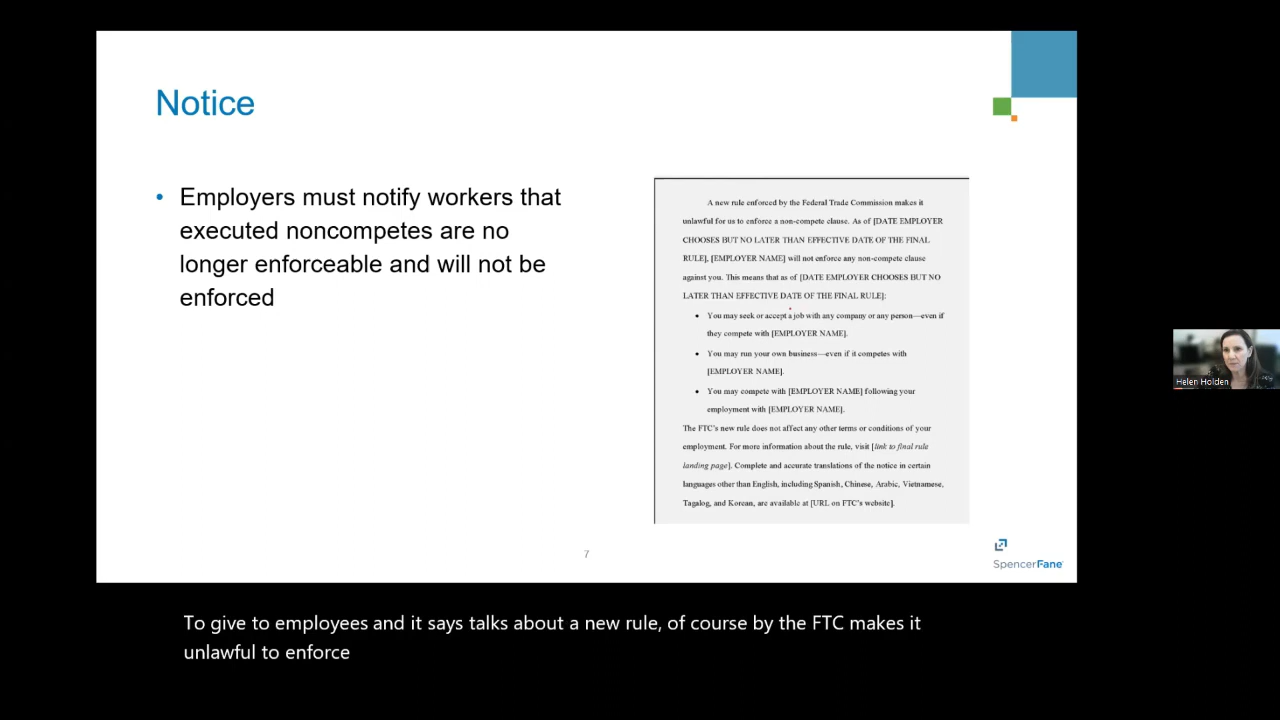 Notice
• Employers must notify workers that
executed noncompetes are no
longer enforceable and will not be
enforced
A new rule enforced by the Federal Trade Commission makes it
unlawful for us to enforce a non-compete clause. As of [DATE EMPLOYER
CHOOSES BUT NO LATER THAN EFFECTIVE DATE OF THE FINAL
RULE], [EMPLOYER NAME] will not enforce any non-compete clause
against you. This means that as of [DATE EMPLOYER CHOOSES BUT NO
LATER THAN EFFECTIVE DATE OF THE FINAL RULE]:
• You may seek or accept a job with any company or any person—even if
they compete with [EMPLOYER NAME].
• You may run your own business—even if it competes with
[EMPLOYER NAME].
• You may compete with [EMPLOYER NAME] following your
employment with [EMPLOYER NAME].
The FTC’s new rule does not affect any other terms or conditions of your
employment. For more information about the rule, visit [link to final rule
landing page]. Complete and accurate translations of the notice in certain
languages other than English, including Spanish, Chinese, Arabic, Vietnamese,
Tagalog, and Korean, are available at [URL on FTC’s website].
7
SpencerFane
Helen Holden
To give to employees and it says talks about a new rule, of course by the FTC makes it
unlawful to enforce